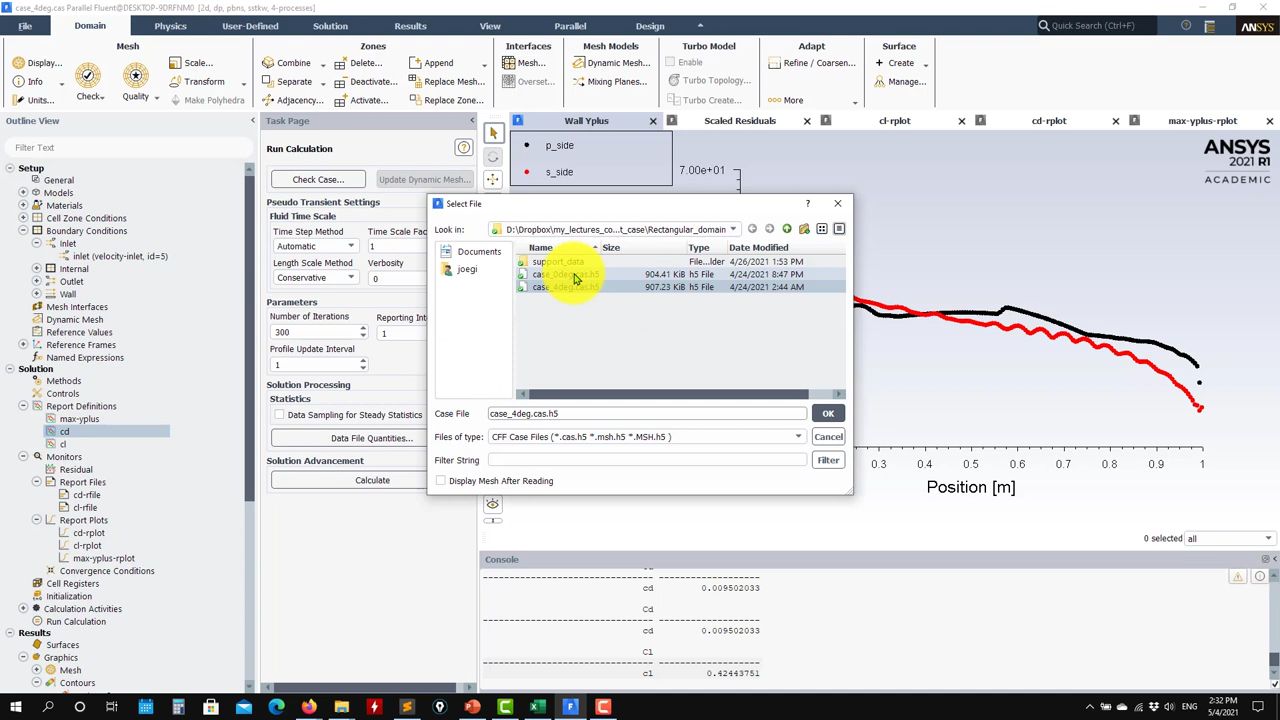 case_4deg.cas Parallel Fluent@DESKTOP-9DRFNM0 [2d, dp, pbns, sstkw, 4-processes]
File Domain Physics User-Defined Solution Results View Parallel Design Quick Search (Ctrl+F) ANSYS
Mesh Zones Interfaces Mesh Models Turbo Model Adapt Surface
Display... Scale... Combine Delete... Append Mesh... Dynamic Mesh... Enable Refine / Coarsen... Create
Info Transform Separate Deactivate... Replace Mesh... Overset... Mixing Planes... Turbo Topology... Manage...
Units... Check Quality Make Polyhedra Adjacency... Activate... Replace Zone... Turbo Create... More
Outline View
Filter Text
Setup
General
Models
Materials
Cell Zone Conditions
Boundary Conditions
Inlet
inlet (velocity-inlet, id=5)
Internal
Outlet
Wall
Mesh Interfaces
Dynamic Mesh
Reference Values
Reference Frames
Named Expressions
Solution
Methods
Controls
Report Definitions
max-yplus
cd
cl
Monitors
Residual
Report Files
cd-rfile
cl-rfile
Report Plots
cd-rplot
cl-rplot
max-yplus-rplot
Convergence Conditions
Cell Registers
Initialization
Calculation Activities
Run Calculation
Results
Surfaces
Graphics
Mesh
Contours
Task Page
Run Calculation
Check Case... Update Dynamic Mesh...
Pseudo Transient Settings
Fluid Time Scale
Time Step Method Time Scale Fac
Automatic 1
Length Scale Method Verbosity
Conservative 0
Parameters
Number of Iterations Reporting Inte
300 1
Profile Update Interval
1
Solution Processing
Statistics
Data Sampling for Steady Statistics
Data File Quantities...
Solution Advancement
Calculate
Wall Yplus Scaled Residuals cl-rplot cd-rplot max-yplus-rplot
p_side
s_side
7.00e+01
ANSYS
2021 R1
ACADEMIC
Select File
Look in: D:\Dropbox\my_lectures_co...t_case\Rectangular_domain
Documents
joegi
Name Size Type Date Modified
support_data File...lder 4/26/2021 1:53 PM
case_0deg.cas.h5 904.41 KiB h5 File 4/24/2021 8:47 PM
case_4deg.cas.h5 907.23 KiB h5 File 4/24/2021 2:44 AM
Case File case_4deg.cas.h5 OK
Files of type: CFF Case Files (*.cas.h5 *.msh.h5 *.MSH.h5 ) Cancel
Filter String Filter
Display Mesh After Reading
0.3 0.4 0.5 0.6 0.7 0.8 0.9 1
Position [m]
0 selected all
Console
cd 0.009502033
Cd
cd 0.009502033
Cl
cl 0.42443751
ENG 2:32 PM
5/4/2021